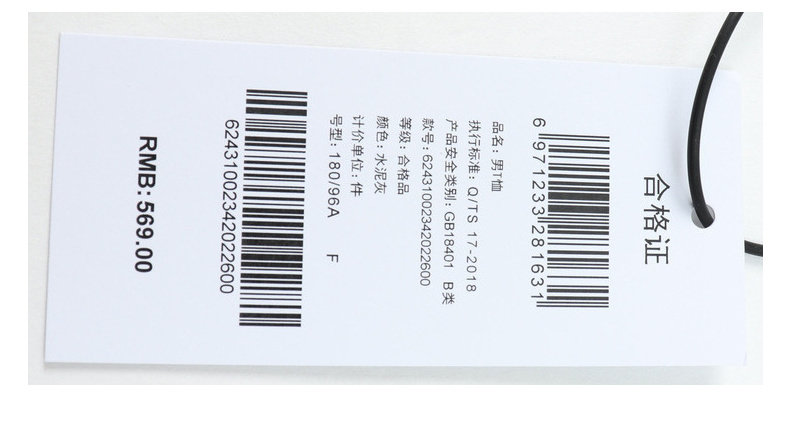 合格证
6 971233 281631
品名: 男T恤
执行标准: Q/TS 17-2018
产品安全类别: GB18401 B类
款号: 62431002342022600
等级: 合格品
颜色: 水泥灰
计价单位: 件
号型: 180/96A F
62431002342022600
RMB: 569.00